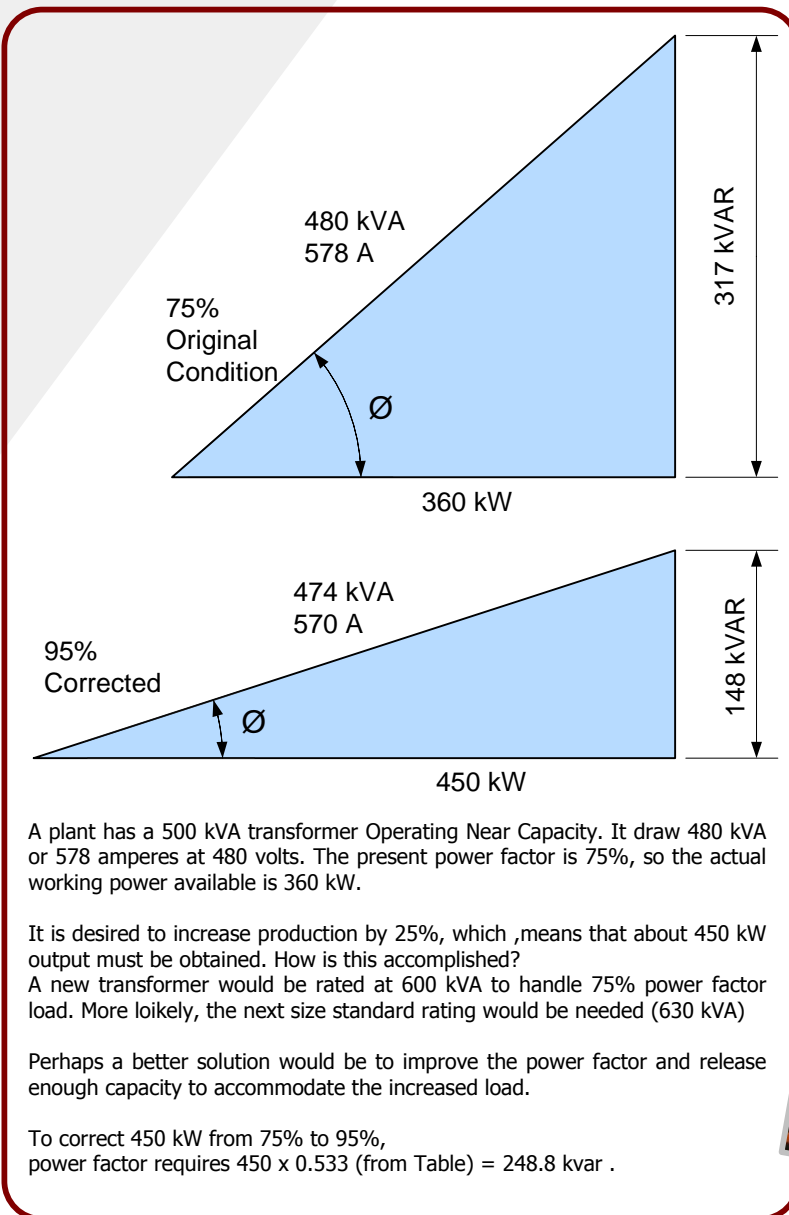 480 kVA
578 A
317 kVAR
75%
Original
Condition
Ø
360 kW
474 kVA
570 A
148 kVAR
95%
Corrected
Ø
450 kW
A plant has a 500 kVA transformer Operating Near Capacity. It draw 480 kVA
or 578 amperes at 480 volts. The present power factor is 75%, so the actual
working power available is 360 kW.
It is desired to increase production by 25%, which ,means that about 450 kW
output must be obtained. How is this accomplished?
A new transformer would be rated at 600 kVA to handle 75% power factor
load. More loikely, the next size standard rating would be needed (630 kVA)
Perhaps a better solution would be to improve the power factor and release
enough capacity to accommodate the increased load.
To correct 450 kW from 75% to 95%,
power factor requires 450 x 0.533 (from Table) = 248.8 kvar .